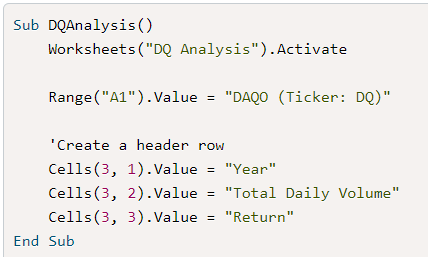 Sub DQAnalysis()
    Worksheets("DQ Analysis").Activate

    Range("A1").Value = "DAQO (Ticker: DQ)"

    'Create a header row
    Cells(3, 1).Value = "Year"
    Cells(3, 2).Value = "Total Daily Volume"
    Cells(3, 3).Value = "Return"
End Sub